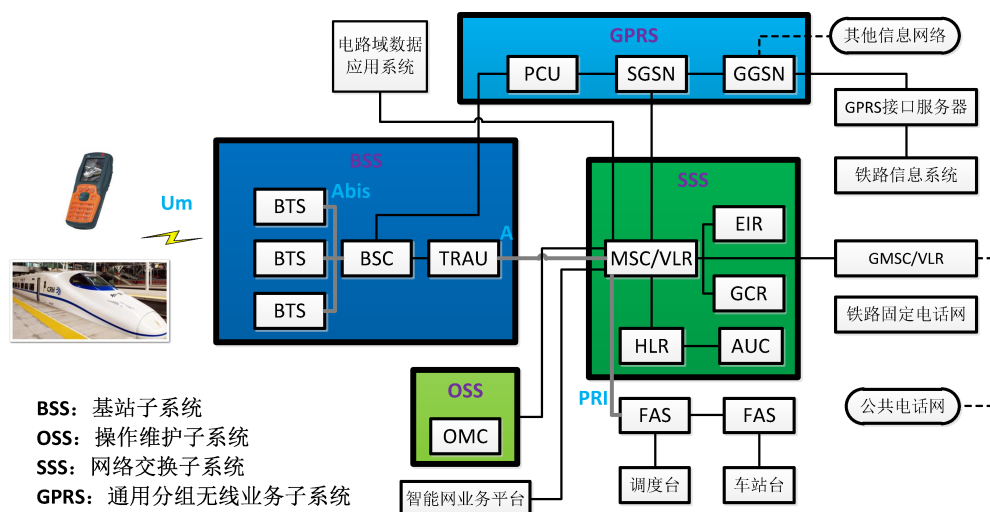 电路域数据
应用系统
GPRS
PCU
SGSN
GGSN
其他信息网络
GPRS接口服务器
铁路信息系统
BSS
Um
Abis
BTS
BTS
BTS
BSC
TRAU
A
SSS
MSC/VLR
EIR
GCR
HLR
AUC
GMSC/VLR
铁路固定电话网
公共电话网
OSS
OMC
PRI
FAS
FAS
调度台
车站台
智能网业务平台
BSS：基站子系统
OSS：操作维护子系统
SSS：网络交换子系统
GPRS：通用分组无线业务子系统